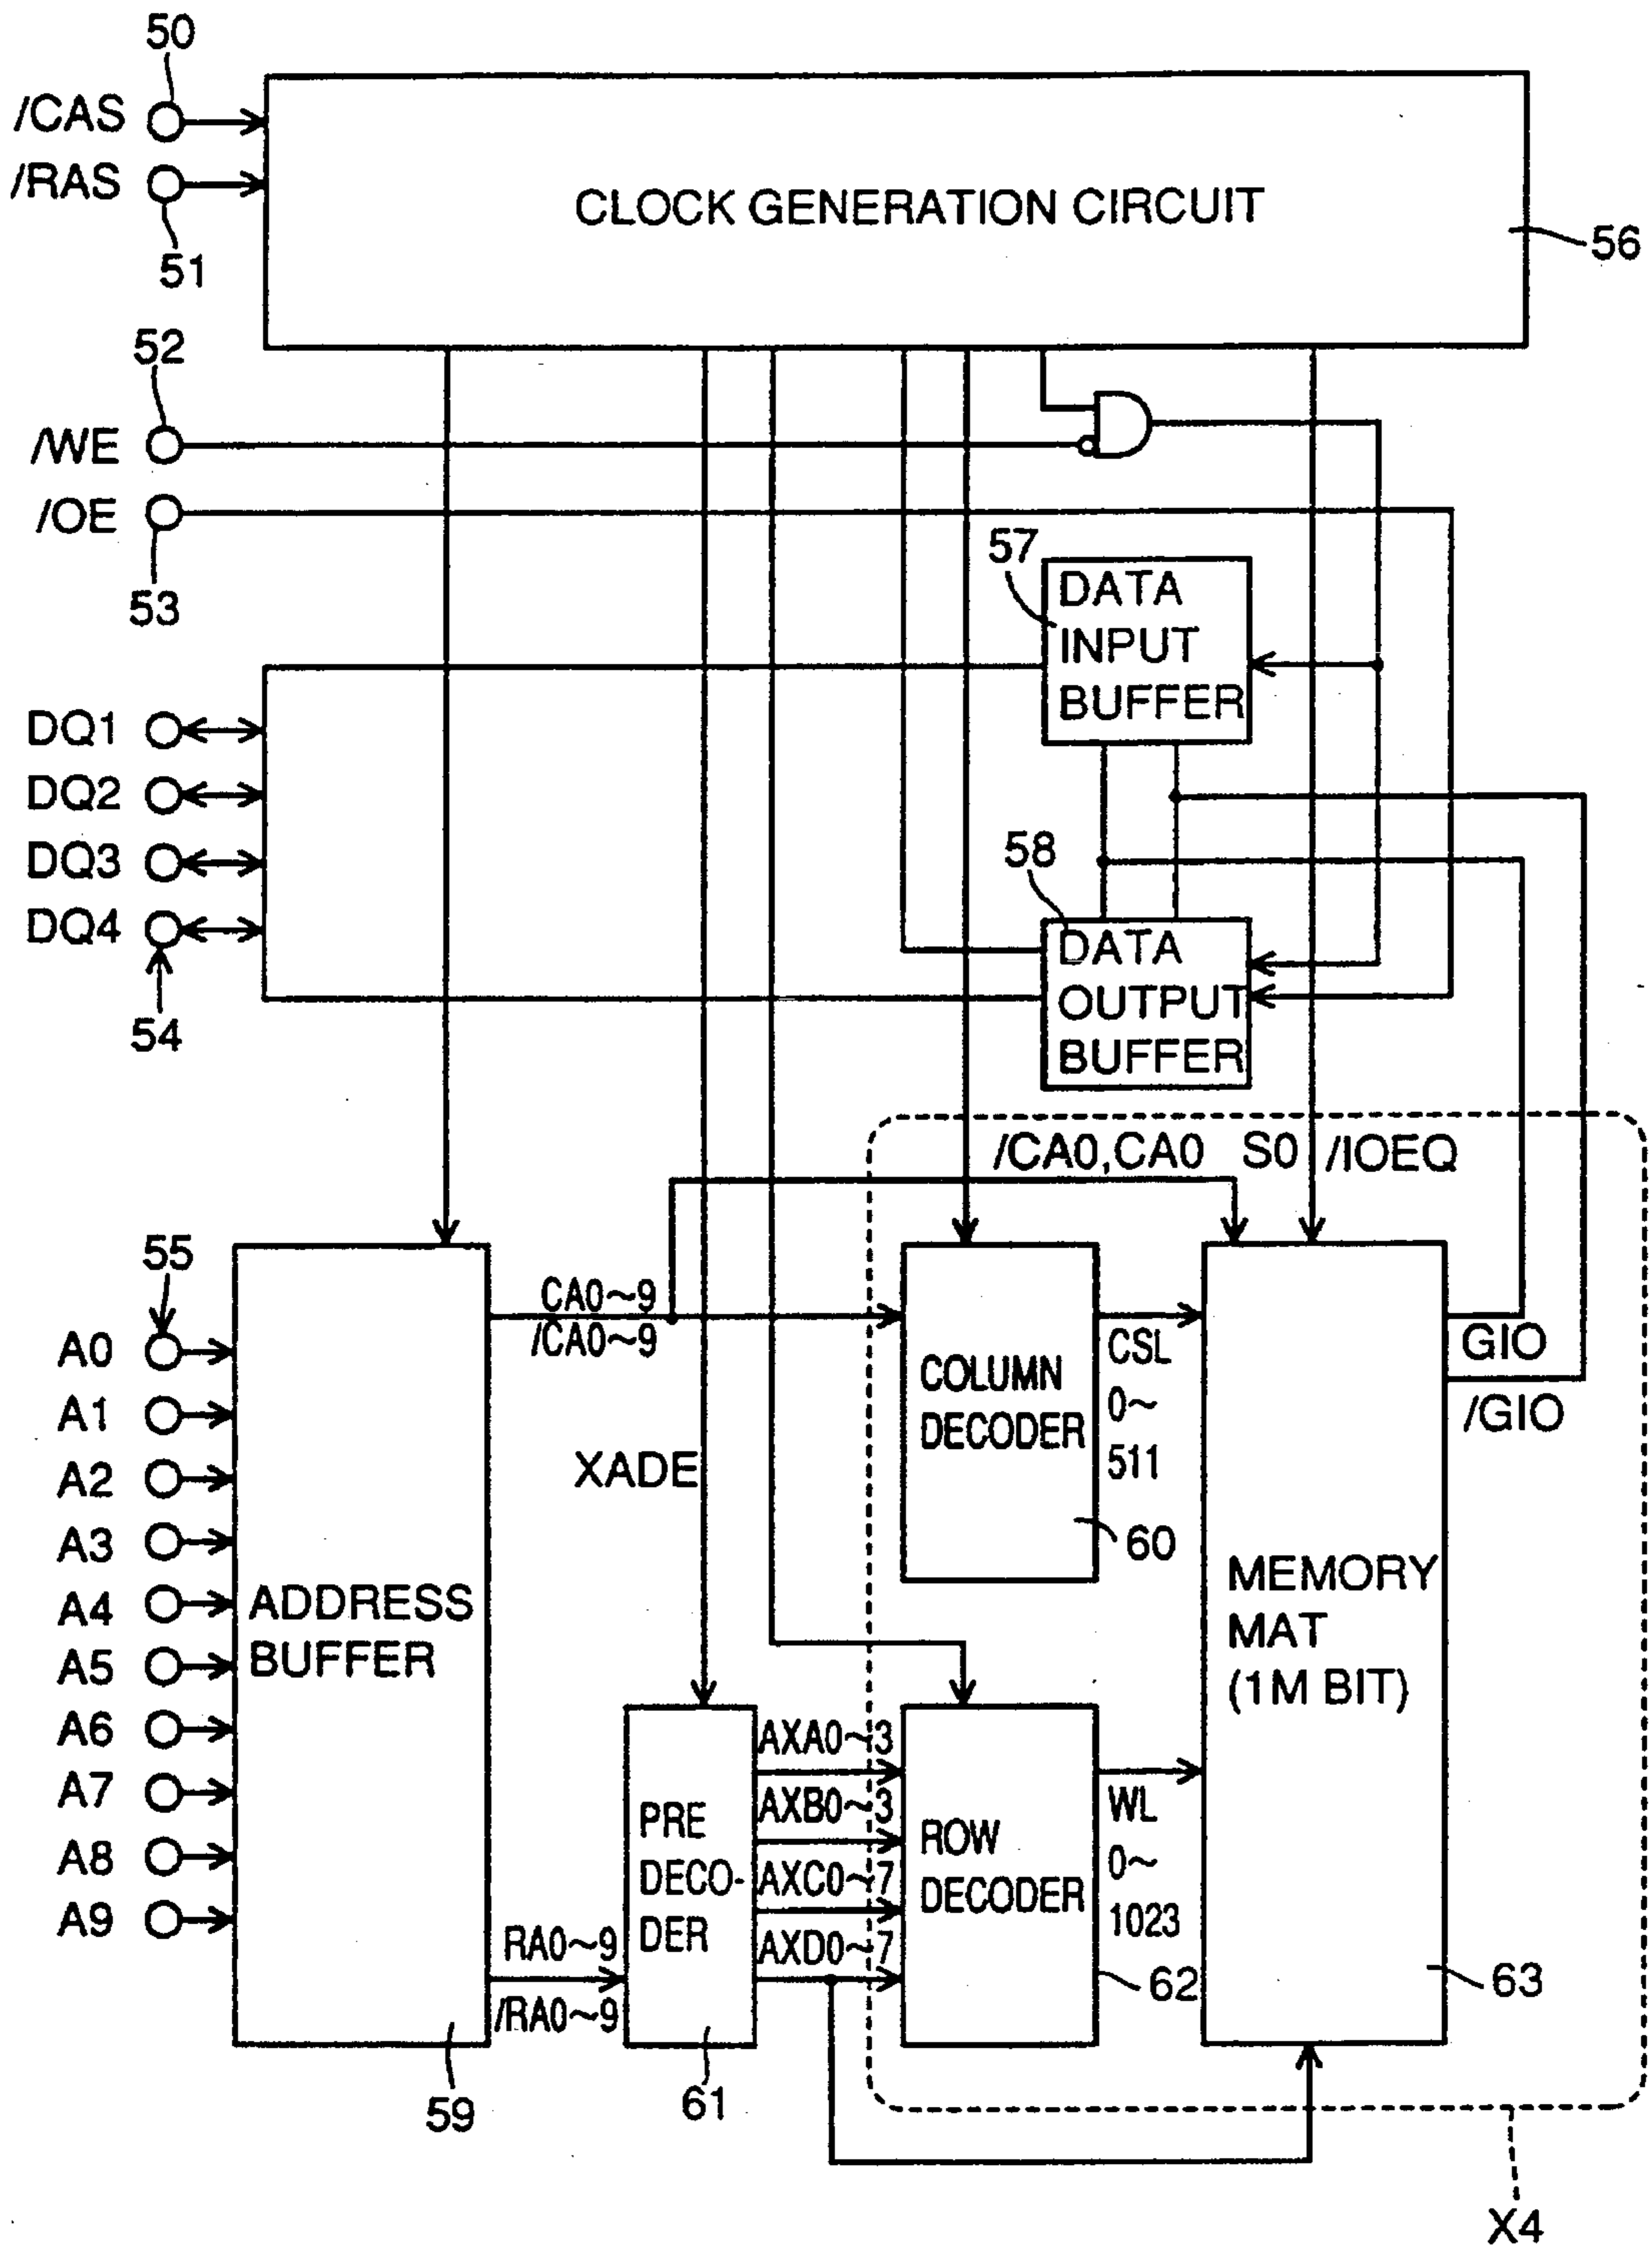 50
/CAS
/RAS
51
CLOCK GENERATION CIRCUIT
56
52
/WE
/OE
53
57
DATA
INPUT
BUFFER
DQ1
DQ2
DQ3
DQ4
54
58
DATA
OUTPUT
BUFFER
/CA0,CA0 S0 /IOEQ
55
A0
A1
A2
A3
A4
A5
A6
A7
A8
A9
ADDRESS
BUFFER
59
CA0~9
/CA0~9
XADE
COLUMN
DECODER
60
CSL
0~
511
GIO
/GIO
MEMORY
MAT
(1M BIT)
63
RA0~9
/RA0~9
PRE
DECO-
DER
61
AXA0~3
AXB0~3
AXC0~7
AXD0~7
ROW
DECODER
62
WL
0~
1023
X4